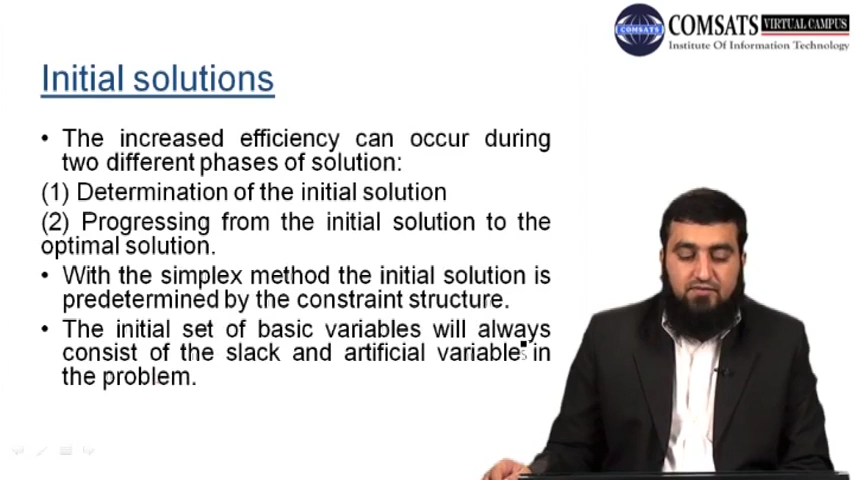 COMSATS VIRTUAL CAMPUS
COMSATS
Institute Of Information Technology
Initial solutions
• The increased efficiency can occur during
two different phases of solution:
(1) Determination of the initial solution
(2) Progressing from the initial solution to the
optimal solution.
• With the simplex method the initial solution is
predetermined by the constraint structure.
• The initial set of basic variables will always
consist of the slack and artificial variables in
the problem.